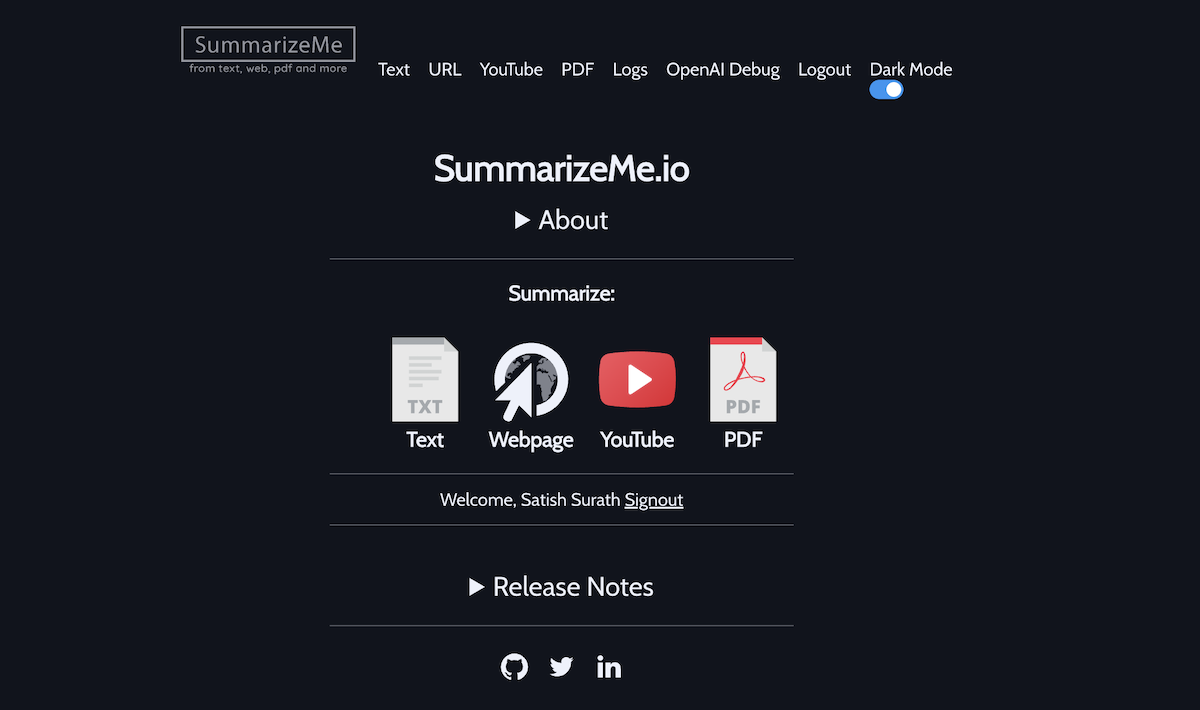 SummarizeMe
from text, web, pdf and more
Text URL YouTube PDF Logs OpenAI Debug Logout Dark Mode
SummarizeMe.io
About
Summarize:
TXT PDF
Text Webpage YouTube PDF
Welcome, Satish Surath Signout
Release Notes
in